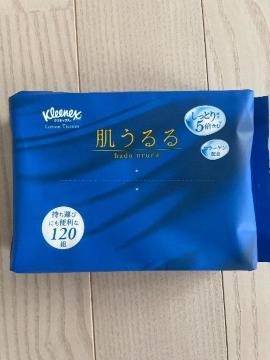 Kleenex
クリネックス
Lotion Tissue
肌うるる
hada ururu
しっとり
5倍
コラーゲン
配合
持ち運び
にも便利な
120
組